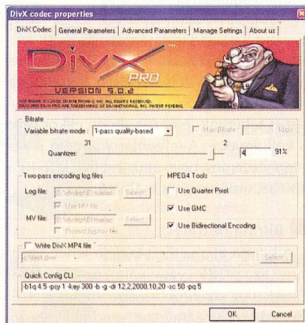 DivX codec properties
DivX Codec General Parameters Advanced Parameters Manage Settings About us
DivX
PRO
VERSION 5.0.2
Bitrate
Variable bitrate mode: 1-pass quality-based
31 2
Quantizer: 4 91%
Two-pass encoding log files
Log file: Select
Use MV file
MV file: Select
MPEG4 Tools
Use Quarter Pixel
Use GMC
Use Bidirectional Encoding
Write DivX MP4 file
Select
Quick Config CLI
-b1q 4.5 -pcy 1 -key 300 -b -g -dr 12,2,2000,10,20 -sc 50 -pq 5
OK Cancel